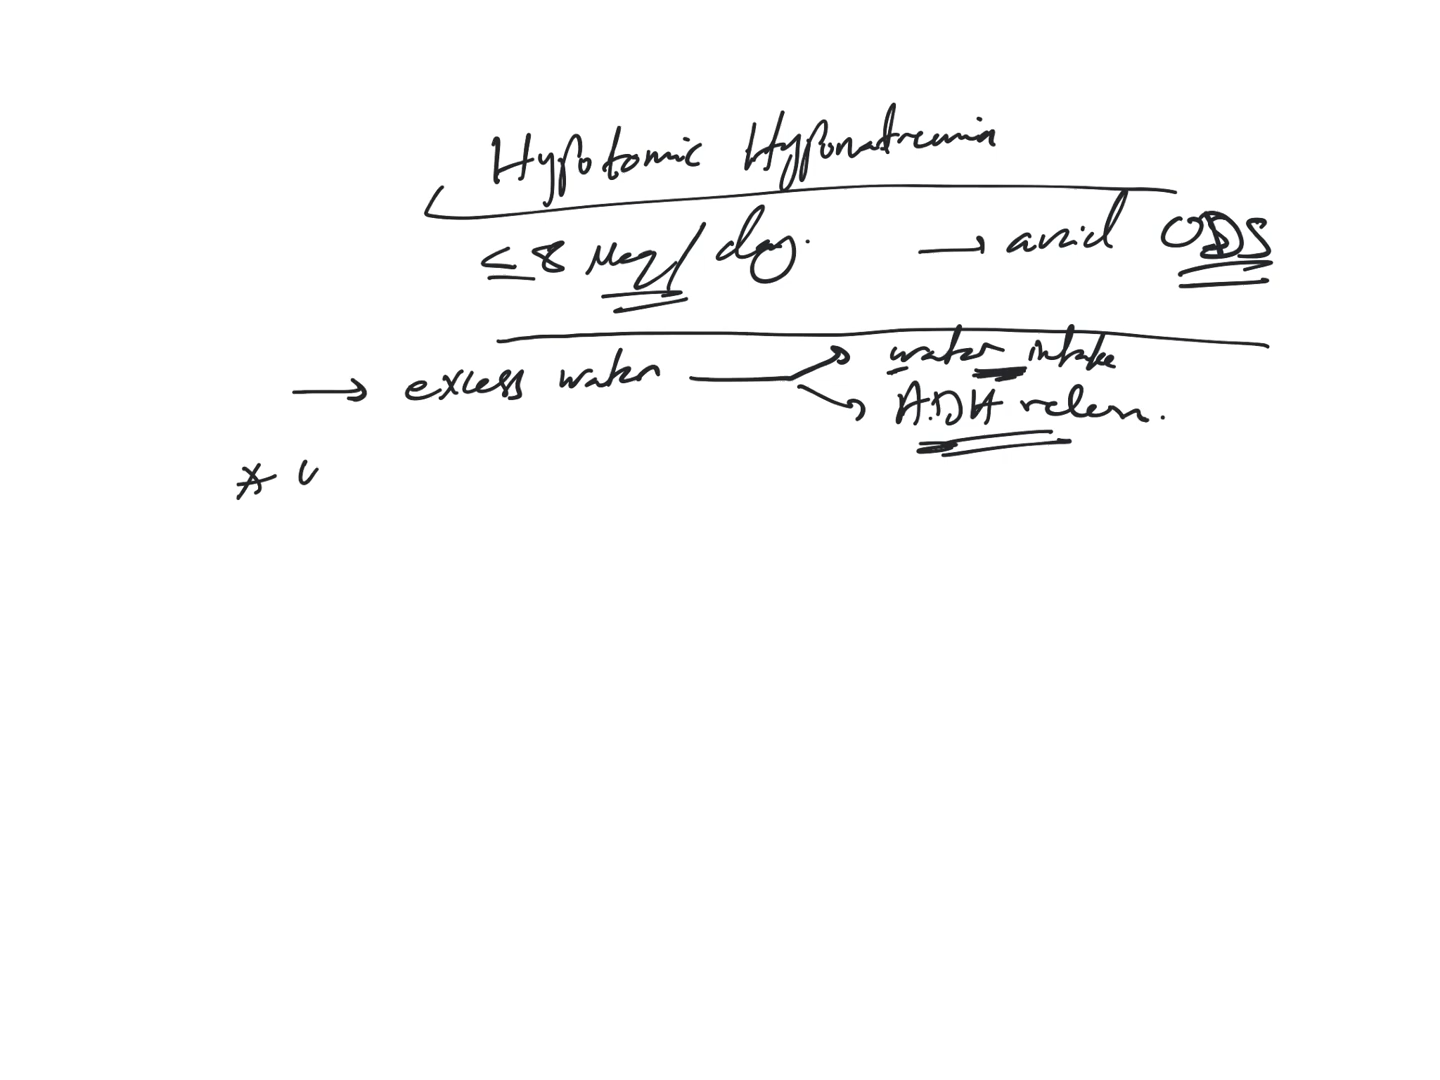 Hypotonic Hyponatremia
≤ 8 Meq/day. → avoid ODS
→ excess water → water intake
→ ADH release.
* U